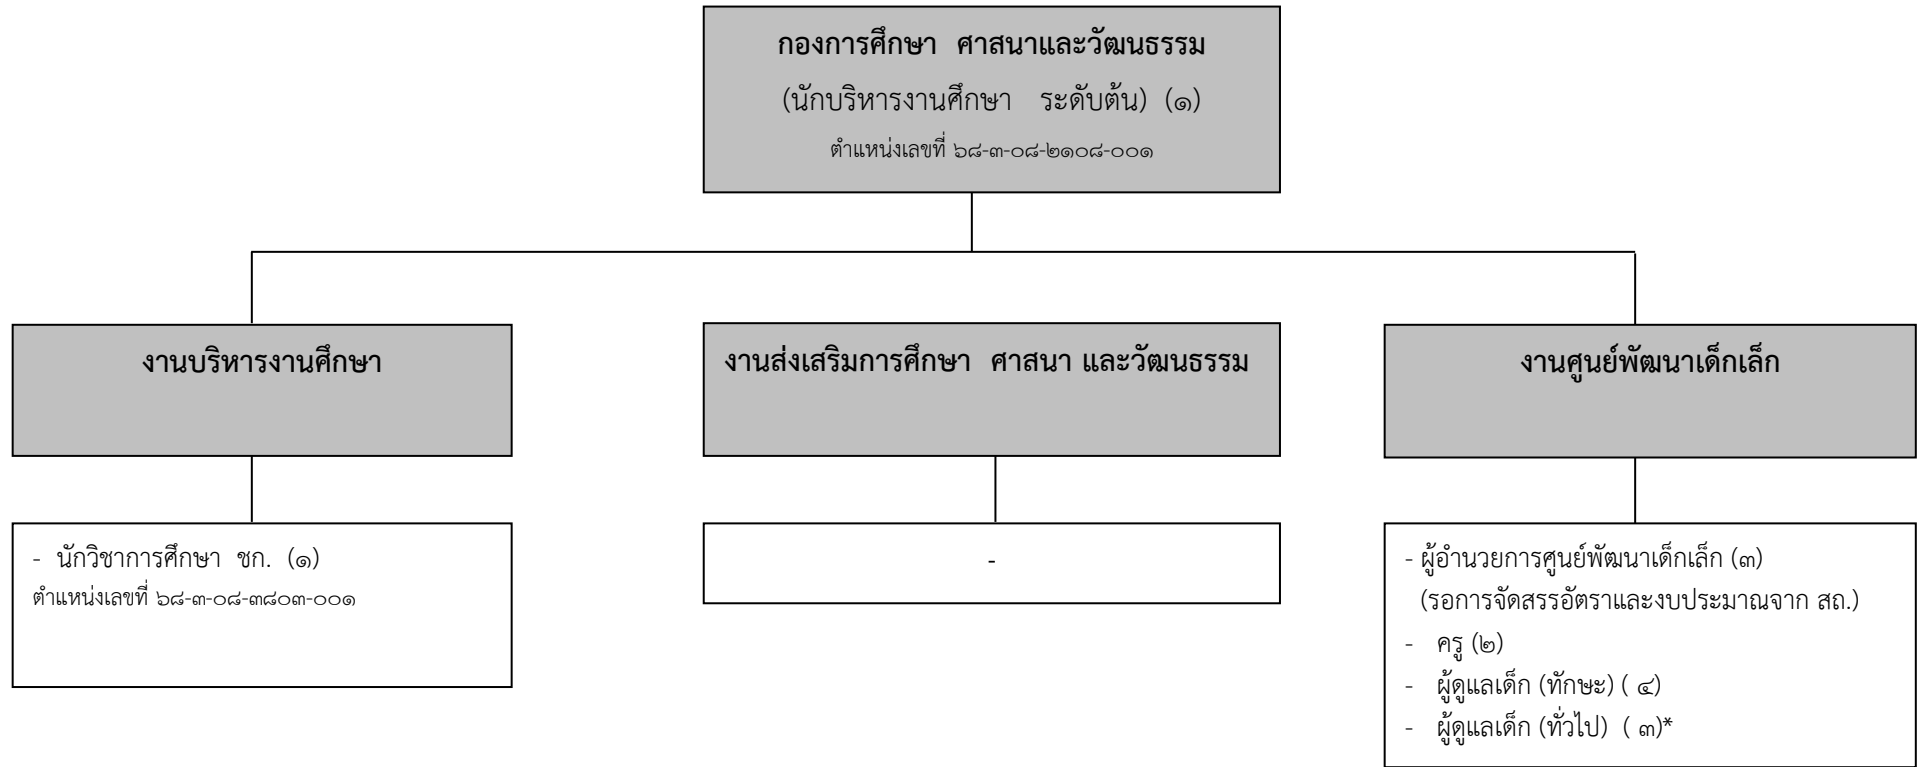 กองการศึกษา ศาสนาและวัฒนธรรม
(นักบริหารงานศึกษา ระดับต้น) (๑)
ตำแหน่งเลขที่ ๖๘-๓-๐๘-๒๑๐๘-๐๐๑
งานบริหารงานศึกษา
งานส่งเสริมการศึกษา ศาสนา และวัฒนธรรม
งานศูนย์พัฒนาเด็กเล็ก
- นักวิชาการศึกษา ชก. (๑)
ตำแหน่งเลขที่ ๖๘-๓-๐๘-๓๘๐๓-๐๐๑
-
- ผู้อำนวยการศูนย์พัฒนาเด็กเล็ก (๓)
(รอการจัดสรรอัตราและงบประมาณจาก สถ.)
- ครู (๒)
- ผู้ดูแลเด็ก (ทักษะ) ( ๔)
- ผู้ดูแลเด็ก (ทั่วไป) ( ๓)*